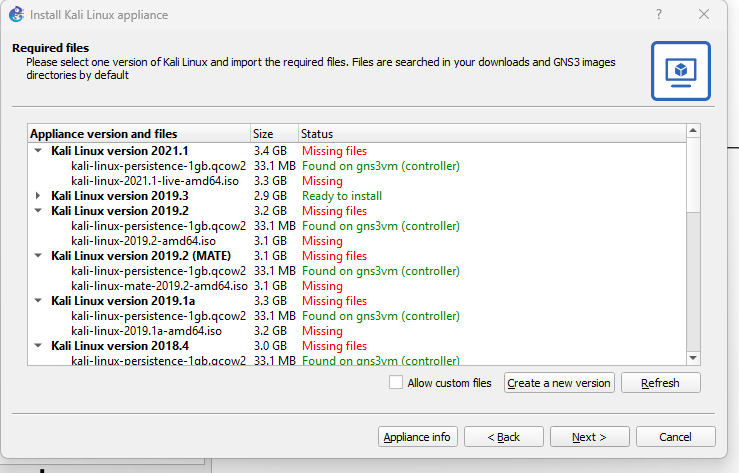 Install Kali Linux appliance
Required files
Please select one version of Kali Linux and import the required files. Files are searched in your downloads and GNS3 images
directories by default
Appliance version and files Size Status
Kali Linux version 2021.1 3.4 GB Missing files
kali-linux-persistence-1gb.qcow2 33.1 MB Found on gns3vm (controller)
kali-linux-2021.1-live-amd64.iso 3.3 GB Missing
Kali Linux version 2019.3 2.9 GB Ready to install
Kali Linux version 2019.2 3.2 GB Missing files
kali-linux-persistence-1gb.qcow2 33.1 MB Found on gns3vm (controller)
kali-linux-2019.2-amd64.iso 3.1 GB Missing
Kali Linux version 2019.2 (MATE) 3.1 GB Missing files
kali-linux-persistence-1gb.qcow2 33.1 MB Found on gns3vm (controller)
kali-linux-mate-2019.2-amd64.iso 3.1 GB Missing
Kali Linux version 2019.1a 3.3 GB Missing files
kali-linux-persistence-1gb.qcow2 33.1 MB Found on gns3vm (controller)
kali-linux-2019.1a-amd64.iso 3.2 GB Missing
Kali Linux version 2018.4 3.0 GB Missing files
kali-linux-persistence-1gb.qcow2 33.1 MB Found on gns3vm (controller)
Allow custom files Create a new version Refresh
Appliance info < Back Next > Cancel